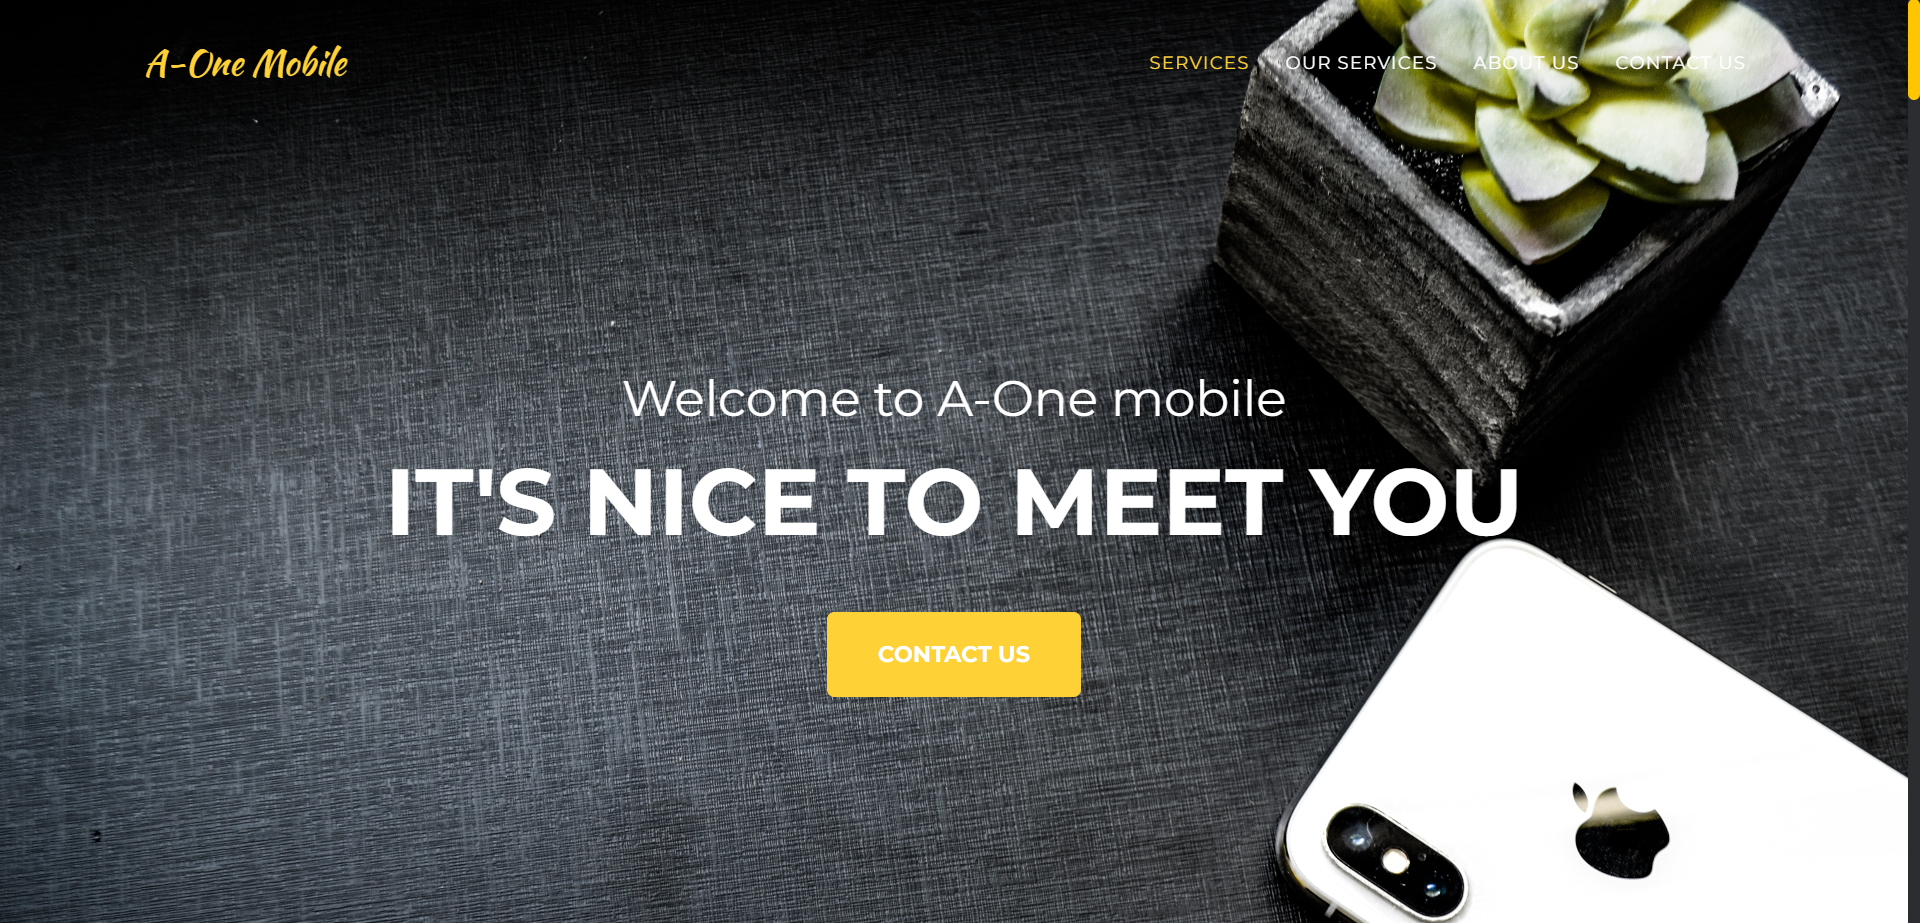 A-One Mobile
SERVICES OUR SERVICES ABOUT US CONTACT US
Welcome to A-One mobile
IT'S NICE TO MEET YOU
CONTACT US